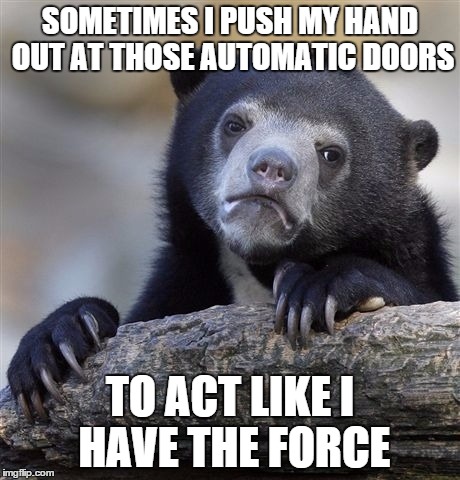 SOMETIMES I PUSH MY HAND
OUT AT THOSE AUTOMATIC DOORS
TO ACT LIKE I
HAVE THE FORCE
imgflip.com